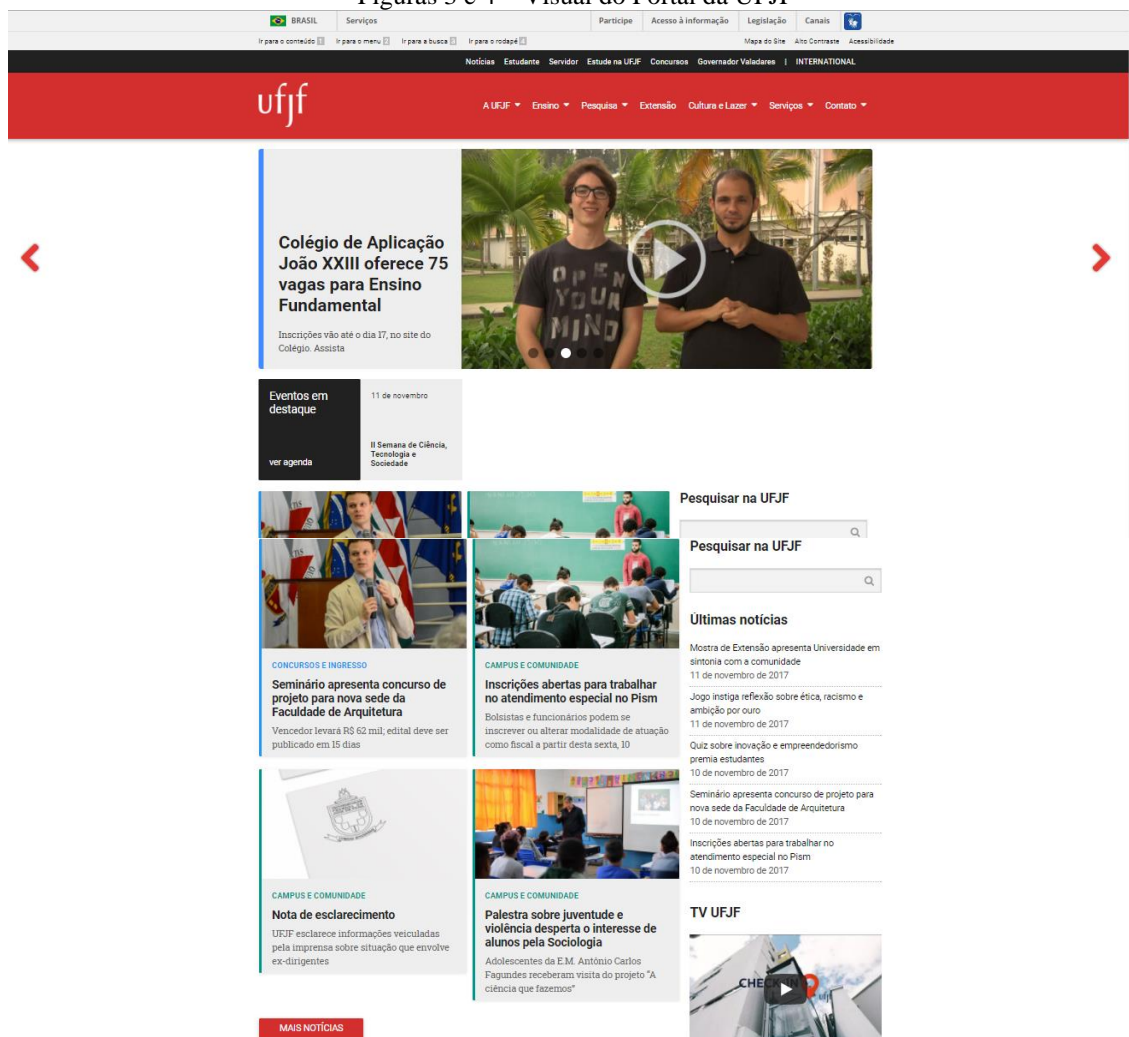 Figuras 3 e 4 – Visual do Portal da UFJF
BRASIL Serviços Participe Acesso à informação Legislação Canais
Ir para o conteúdo 1 Ir para o menu 2 Ir para a busca 3 Ir para o rodapé 4 Mapa do Site Alto Contraste Acessibilidade
Notícias Estudante Servidor Estude na UFJF Concursos Governador Valadares | INTERNATIONAL
ufjf
A UFJF Ensino Pesquisa Extensão Cultura e Lazer Serviços Contato
Colégio de Aplicação
João XXIII oferece 75
vagas para Ensino
Fundamental
Inscrições vão até o dia 17, no site do
Colégio. Assista
OPEN
YOUR
MIND
Eventos em
destaque
ver agenda
11 de novembro
II Semana de Ciência,
Tecnologia e
Sociedade
Pesquisar na UFJF
Pesquisar na UFJF
CONCURSOS E INGRESSO
Seminário apresenta concurso de
projeto para nova sede da
Faculdade de Arquitetura
Vencedor levará R$ 62 mil; edital deve ser
publicado em 15 dias
CAMPUS E COMUNIDADE
Inscrições abertas para trabalhar
no atendimento especial no Pism
Bolsistas e funcionários podem se
inscrever ou alterar modalidade de atuação
como fiscal a partir desta sexta, 10
Últimas notícias
Mostra de Extensão apresenta Universidade em
sintonia com a comunidade
11 de novembro de 2017
Jogo instiga reflexão sobre ética, racismo e
ambição por ouro
11 de novembro de 2017
Quiz sobre inovação e empreendedorismo
premia estudantes
10 de novembro de 2017
Seminário apresenta concurso de projeto para
nova sede da Faculdade de Arquitetura
10 de novembro de 2017
Inscrições abertas para trabalhar no
atendimento especial no Pism
10 de novembro de 2017
CAMPUS E COMUNIDADE
Nota de esclarecimento
UFJF esclarece informações veiculadas
pela imprensa sobre situação que envolve
ex-dirigentes
CAMPUS E COMUNIDADE
Palestra sobre juventude e
violência desperta o interesse de
alunos pela Sociologia
Adolescentes da E.M. Antônio Carlos
Fagundes receberam visita do projeto "A
ciência que fazemos"
TV UFJF
CHECK IN
ufjf
MAIS NOTÍCIAS